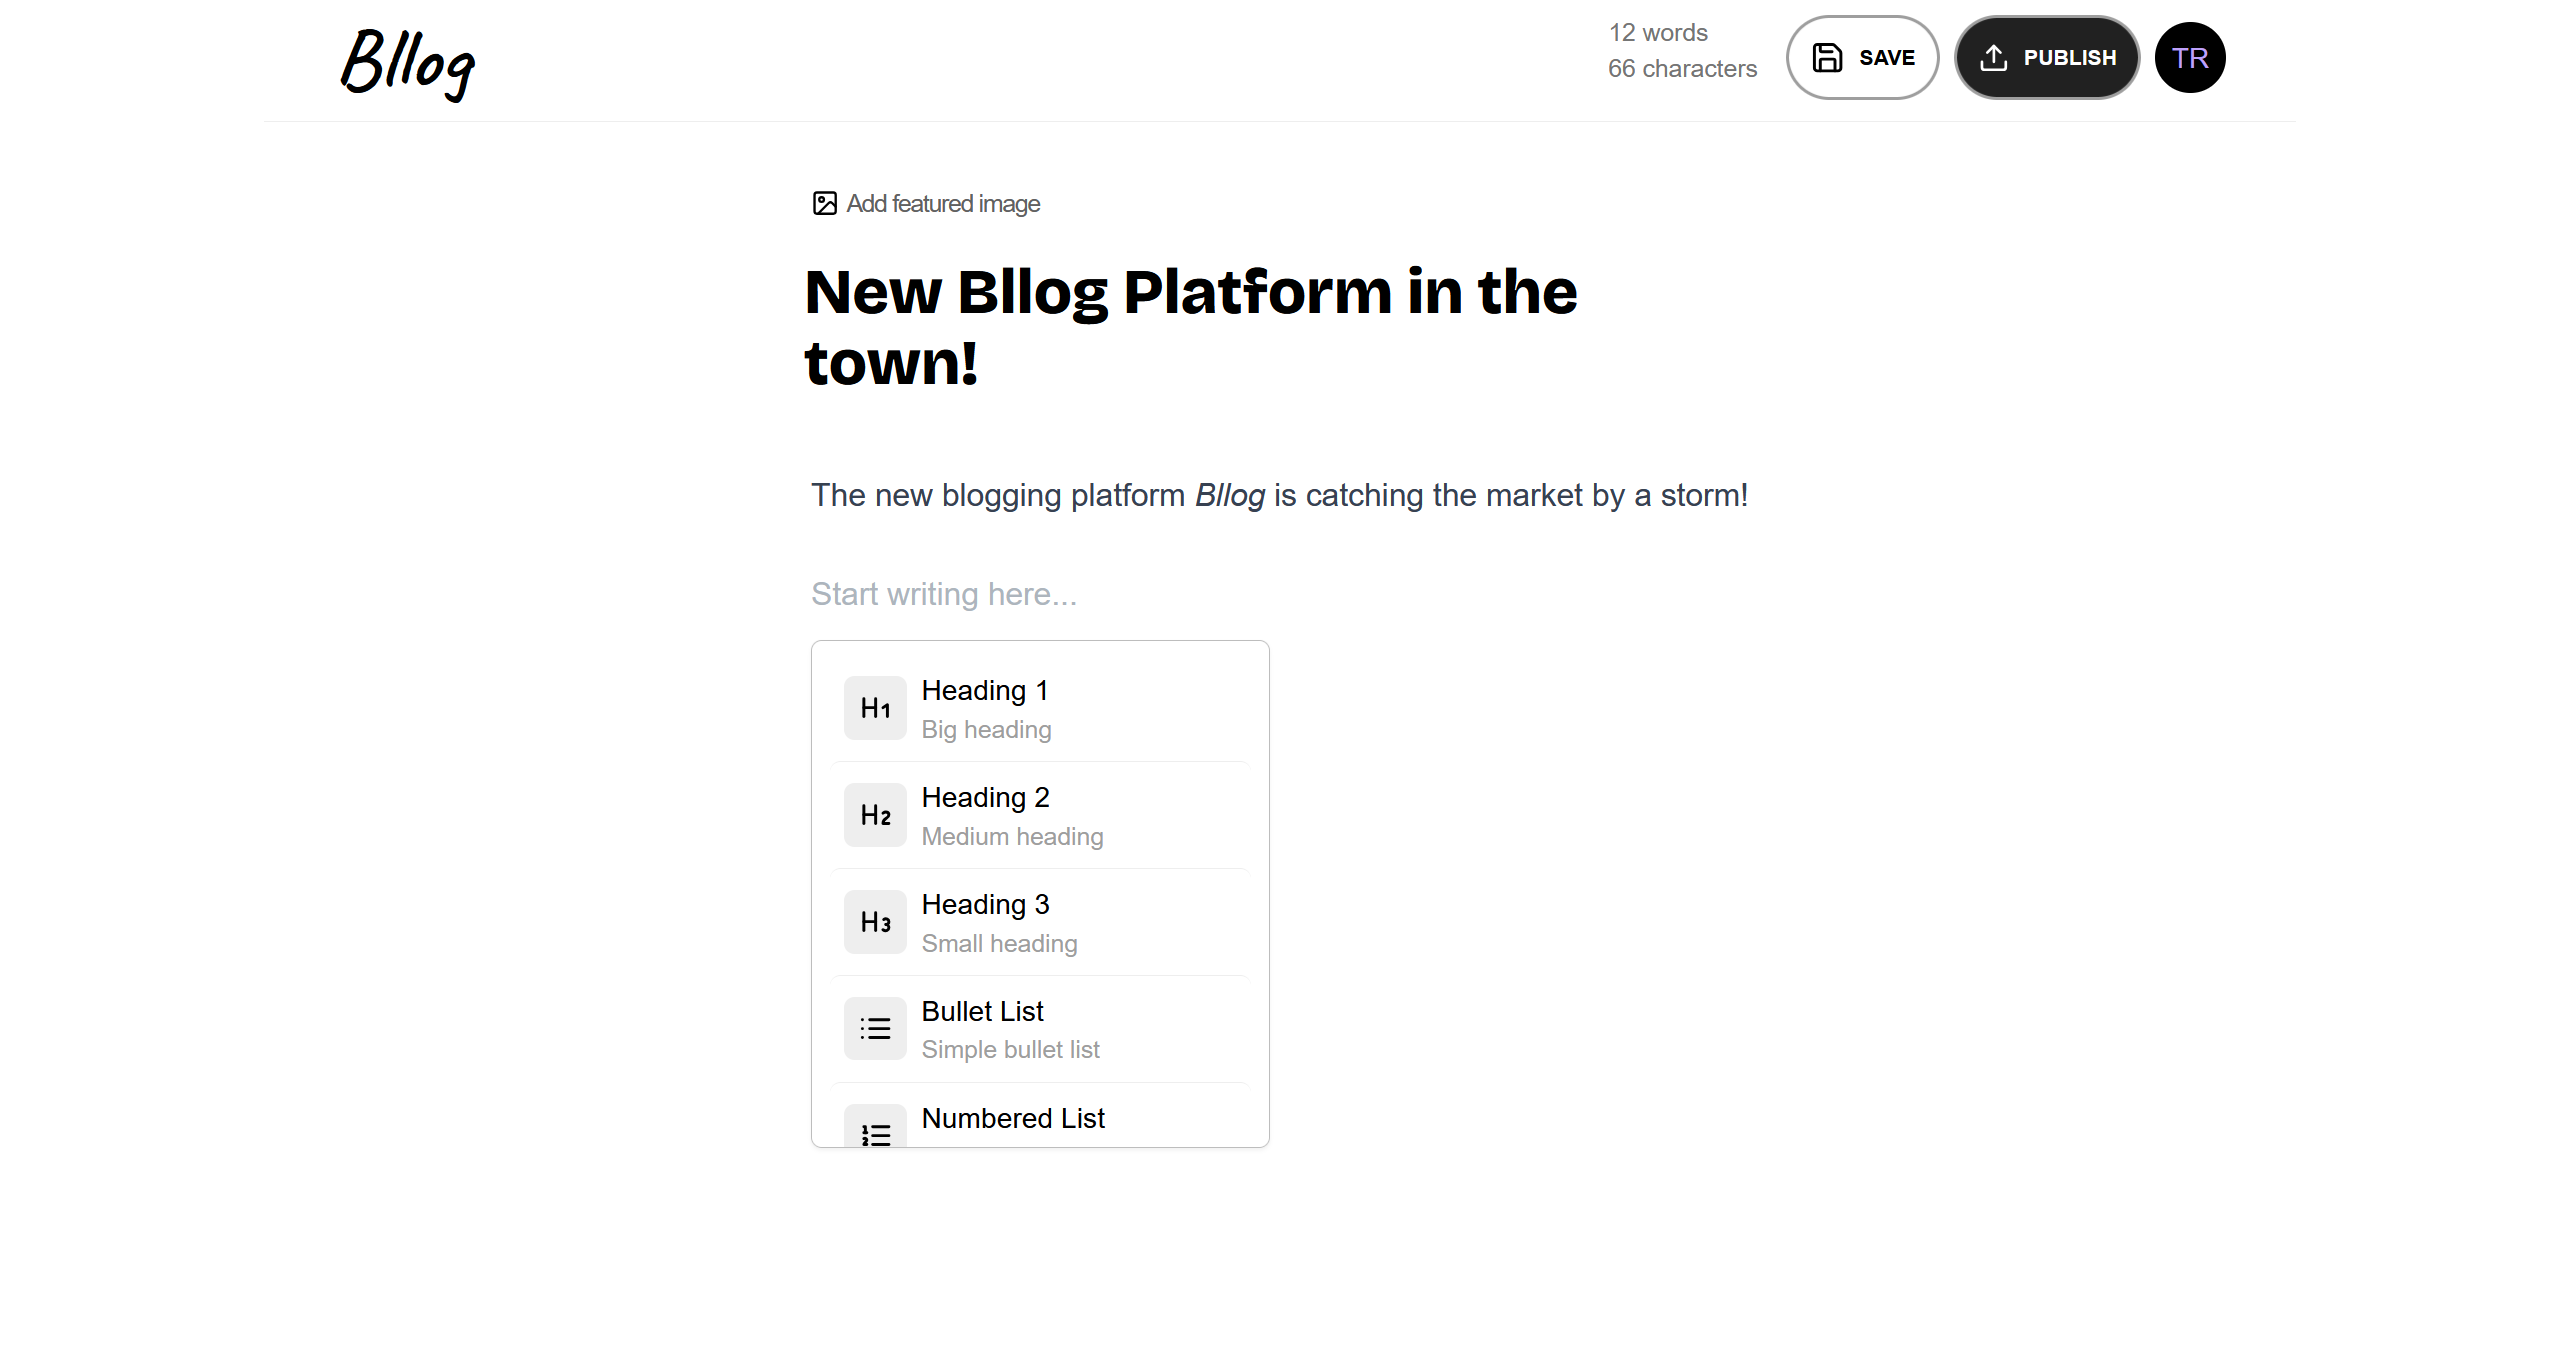 Bllog
12 words
66 characters
SAVE
PUBLISH
TR
Add featured image
New Bllog Platform in the
town!
The new blogging platform Bllog is catching the market by a storm!
Start writing here...
H1
Heading 1
Big heading
H2
Heading 2
Medium heading
H3
Heading 3
Small heading
Bullet List
Simple bullet list
Numbered List